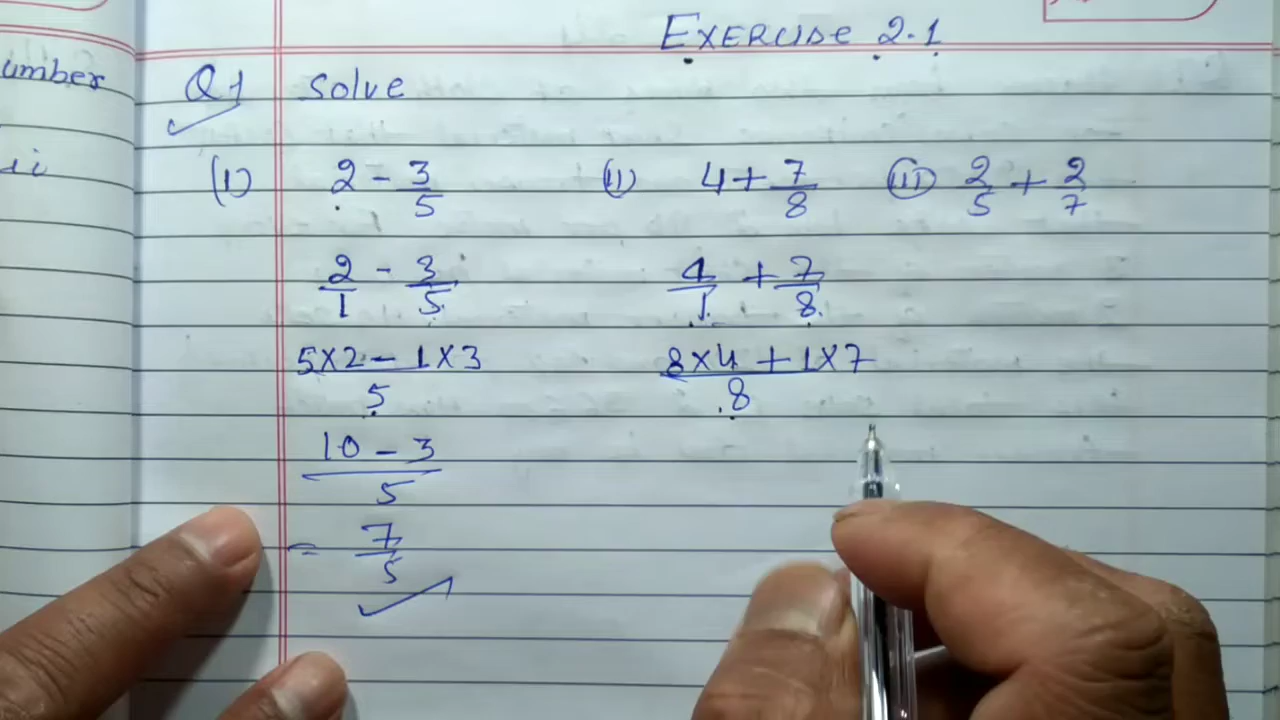 EXERCISE 2.1
umber
Q1 Solve
si
(I) 2 - 3/5 (II) 4 + 7/8 (III) 2/5 + 2/7
2/1 - 3/5 4/1 + 7/8
5×2 - 1×3 / 5 8×4 + 1×7 / 8
10 - 3 / 5
= 7/5